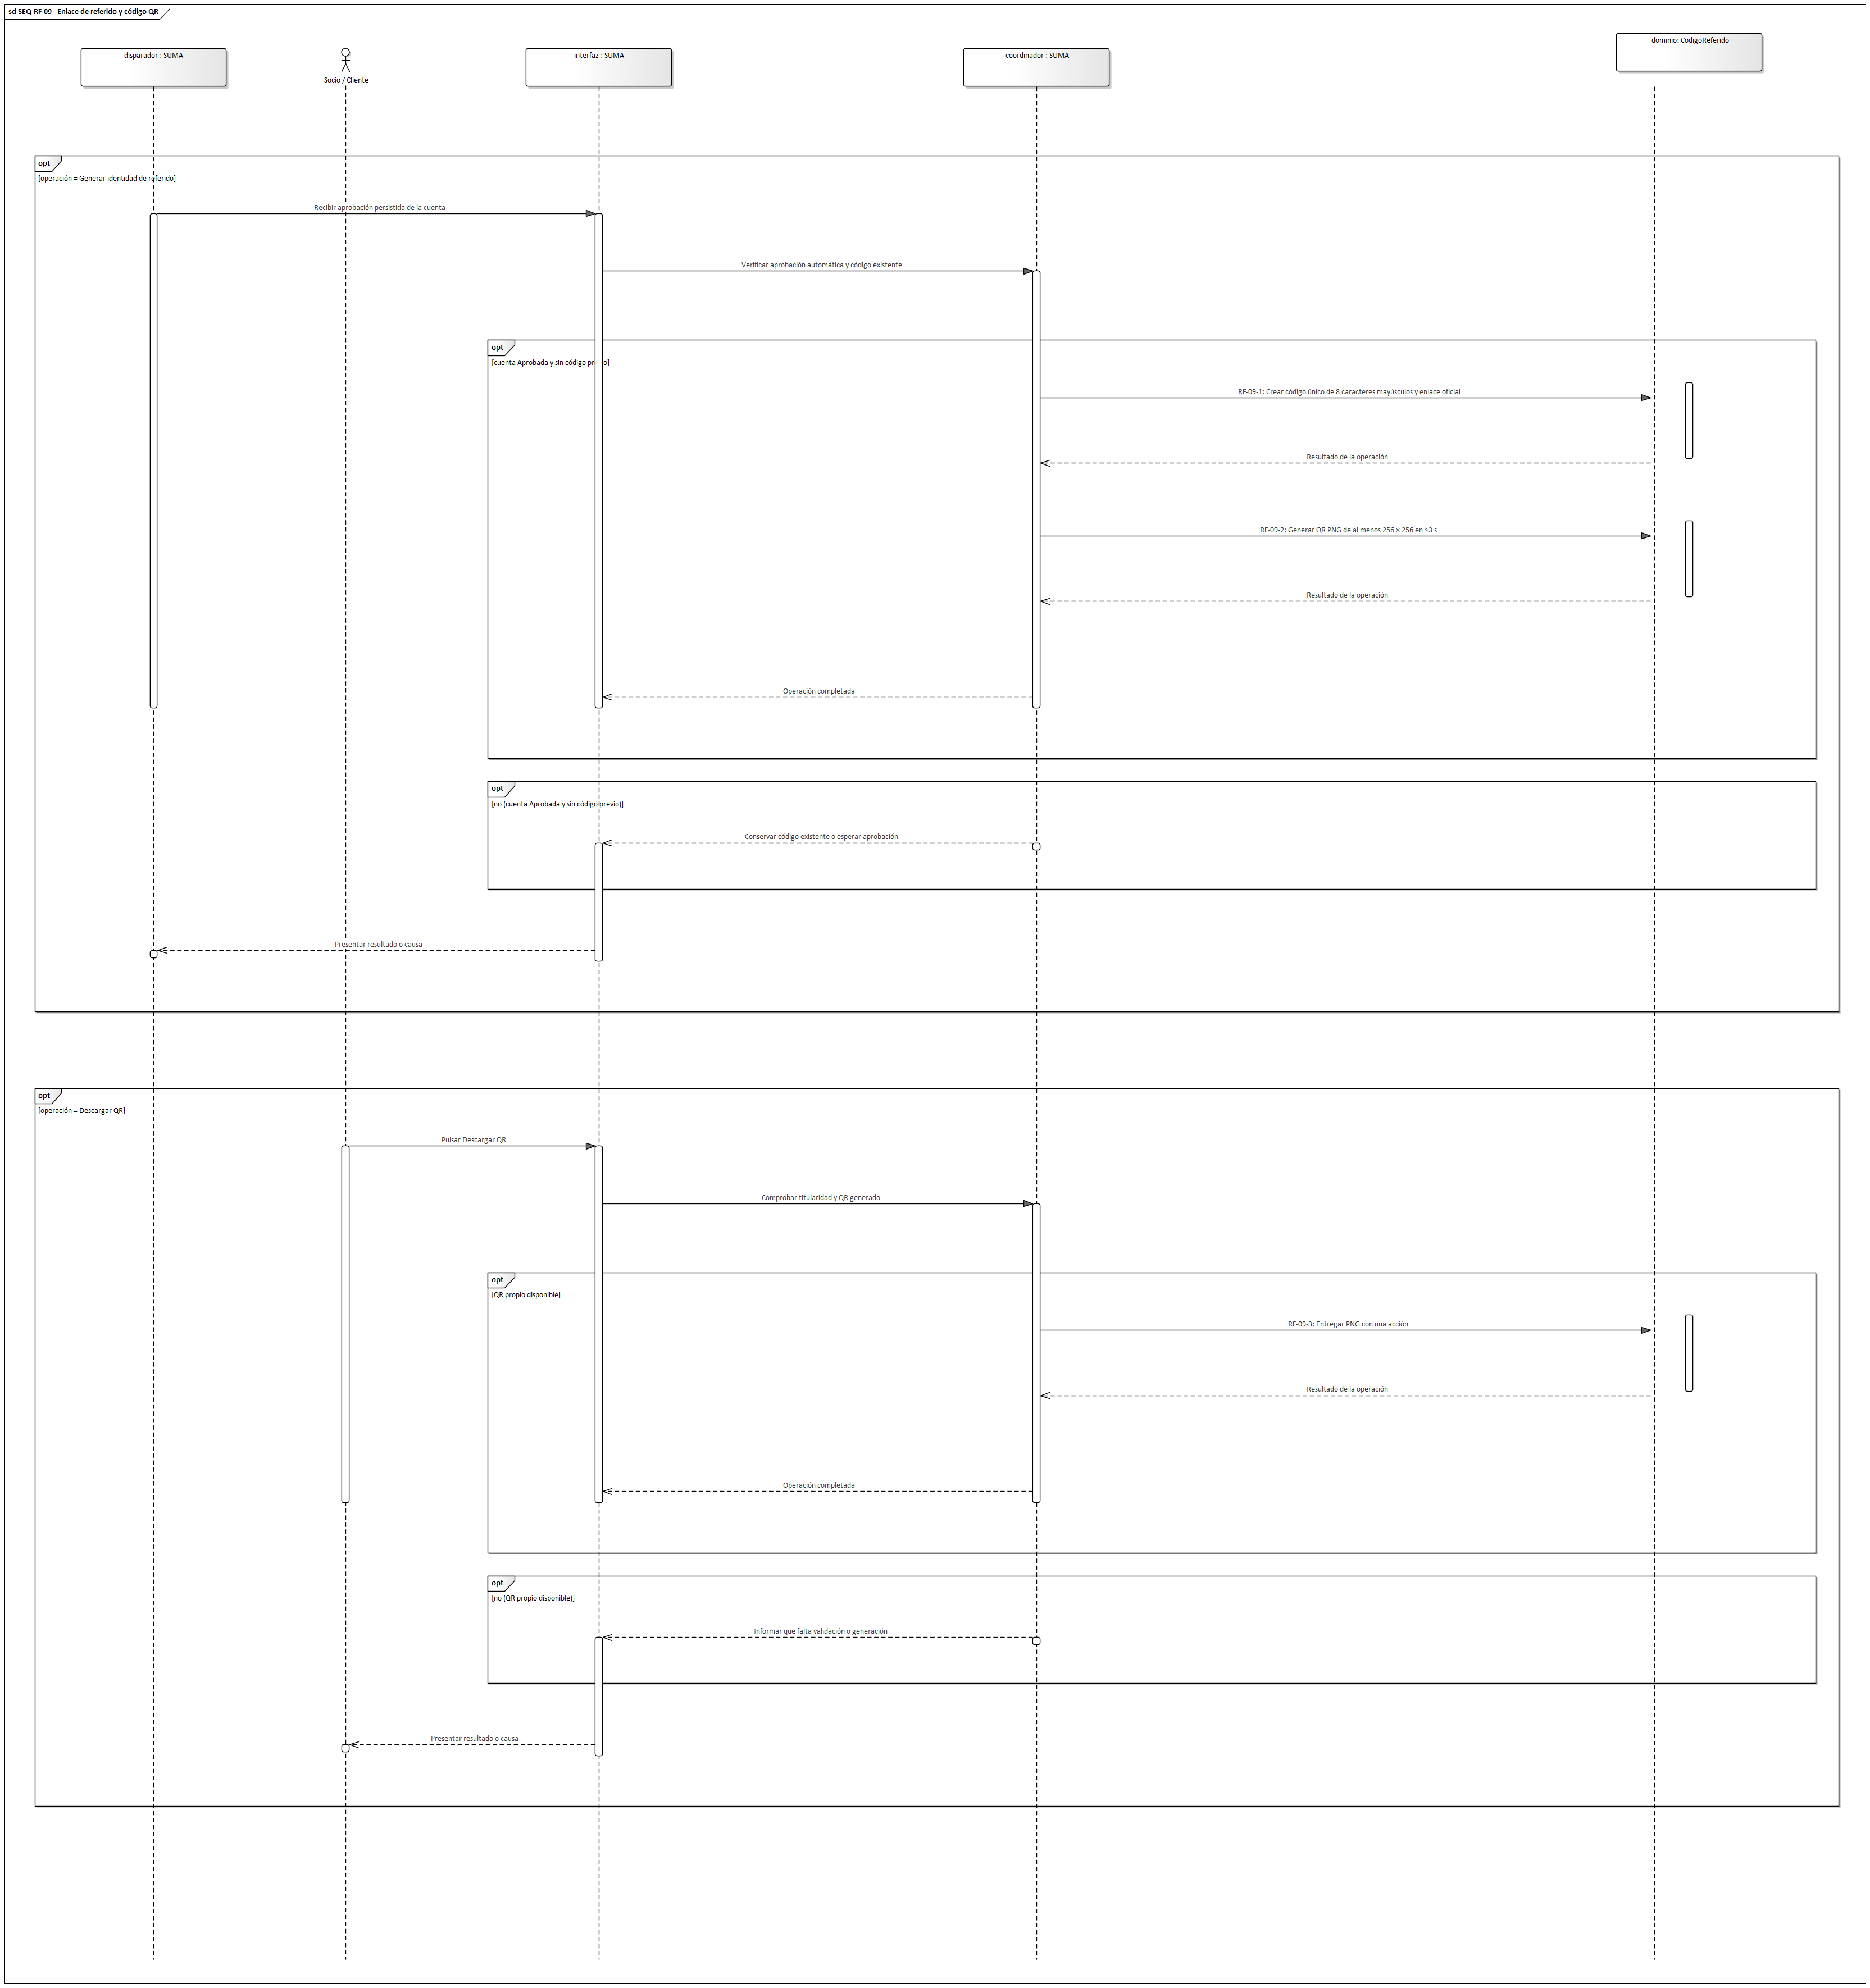 sd SEQ-RF-09 - Enlace de referido y código QR
disparador : SUMA
Socio / Cliente
interfaz : SUMA
coordinador : SUMA
dominio: CodigoReferido
opt
[operación = Generar identidad de referido]
Recibir aprobación persistida de la cuenta
Verificar aprobación automática y código existente
opt
[cuenta Aprobada y sin código previo]
RF-09-1: Crear código único de 8 caracteres mayúsculos y enlace oficial
Resultado de la operación
RF-09-2: Generar QR PNG de al menos 256 × 256 en ≤3 s
Resultado de la operación
Operación completada
opt
[no (cuenta Aprobada y sin código previo)]
Conservar código existente o esperar aprobación
Presentar resultado o causa
opt
[operación = Descargar QR]
Pulsar Descargar QR
Comprobar titularidad y QR generado
opt
[QR propio disponible]
RF-09-3: Entregar PNG con una acción
Resultado de la operación
Operación completada
opt
[no (QR propio disponible)]
Informar que falta validación o generación
Presentar resultado o causa